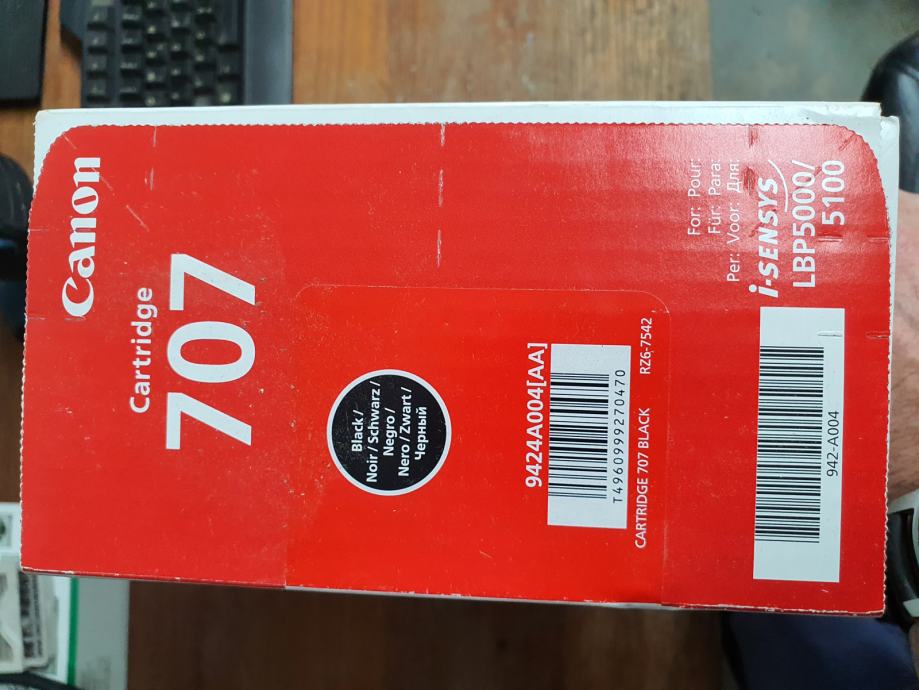 Canon
Cartridge
707
Black /
Noir / Schwarz /
Negro /
Nero / Zwart /
Черный
9424A004[AA]
T4960999270470
CARTRIDGE 707 BLACK RZ6-7542
For: Pour:
Für: Para:
Per: Voor: Для:
i-SENSYS
LBP5000/
5100
942-A004